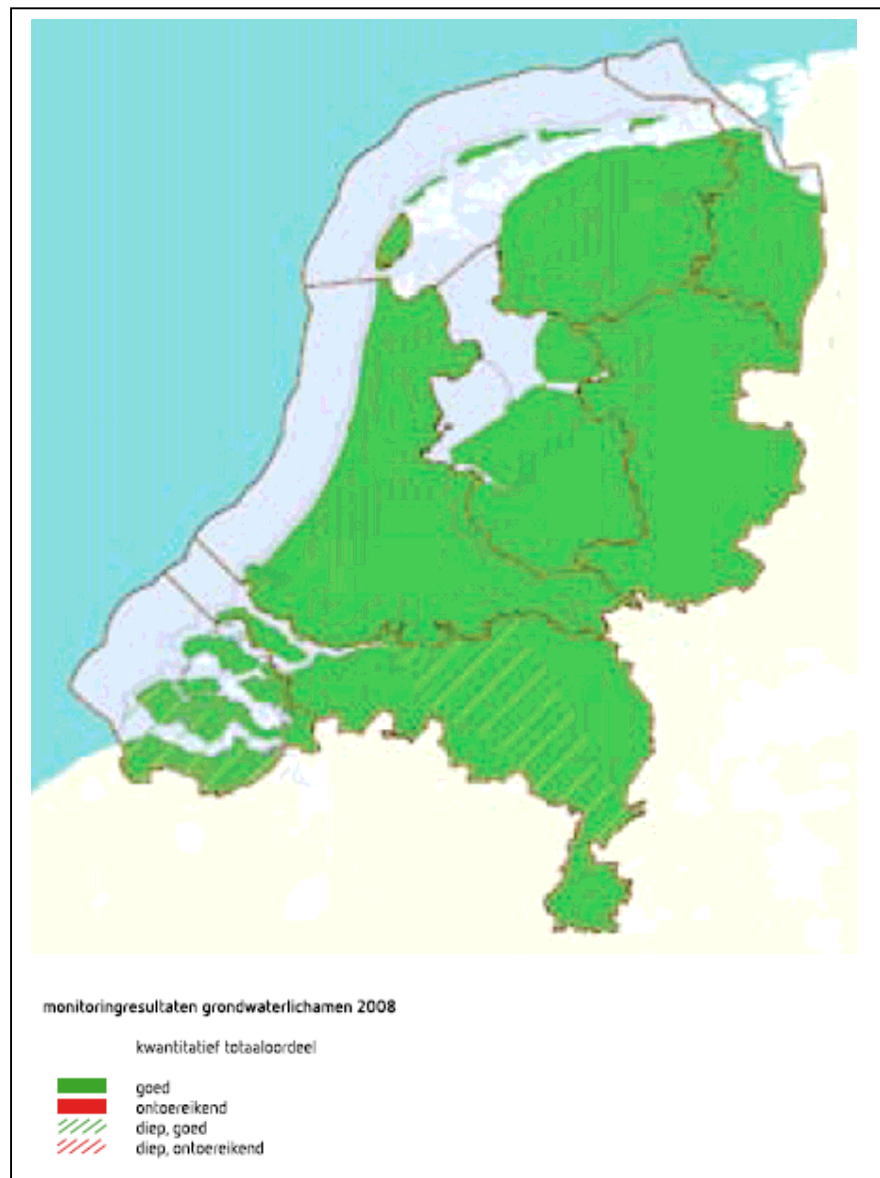 monitoringresultaten grondwaterlichamen 2008
kwantitatief totaaloordeel
goed
ontoereikend
diep, goed
diep, ontoereikend